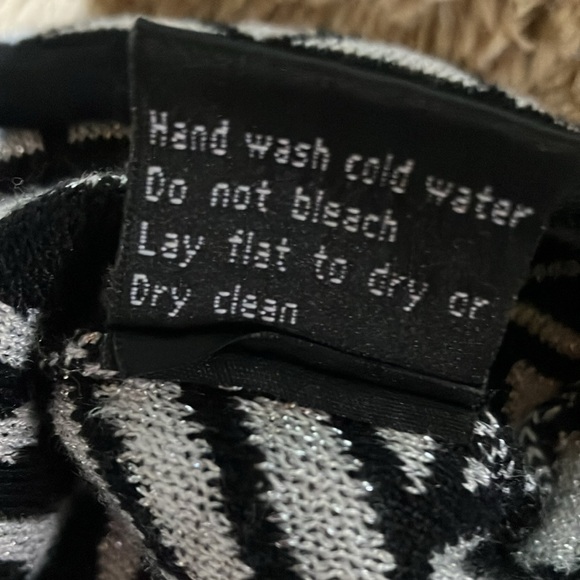 Hand wash cold water
Do not bleach
Lay flat to dry or
Dry clean